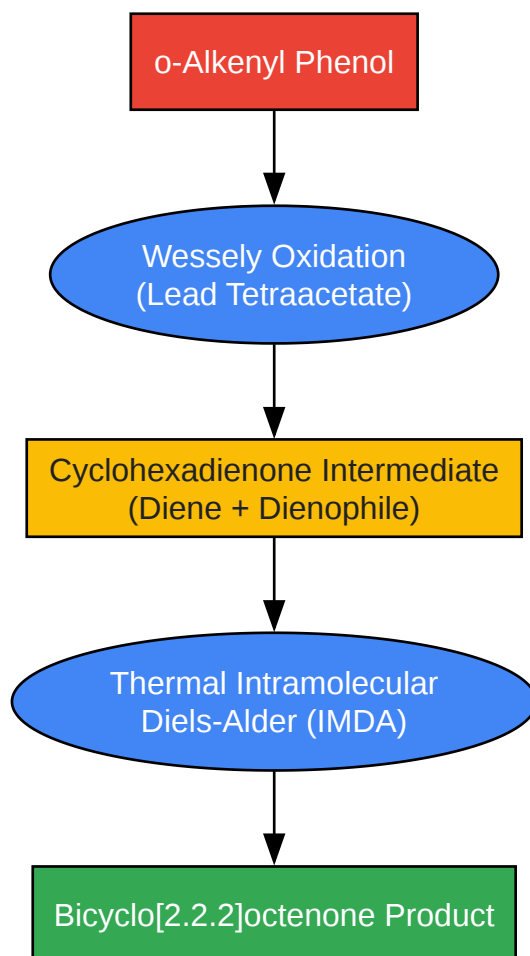 o-Alkenyl Phenol
Wessely Oxidation
(Lead Tetraacetate)
Cyclohexadienone Intermediate
(Diene + Dienophile)
Thermal Intramolecular
Diels-Alder (IMDA)
Bicyclo[2.2.2]octenone Product